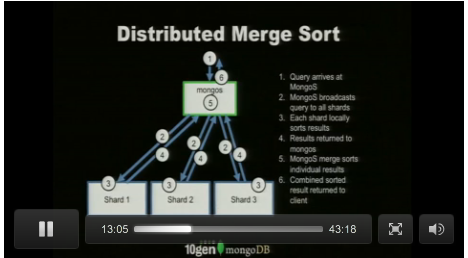 Distributed Merge Sort
1
6
mongos
5
2
4
2
4
2
4
3
3
3
Shard 1
Shard 2
Shard 3
1. Query arrives at
MongoS
2. MongoS broadcasts
query to all shards
3. Each shard locally
sorts results
4. Results returned to
mongos
5. MongoS merge sorts
individual results
6. Combined sorted
result returned to
client
13:05
43:18
10gen mongoDB